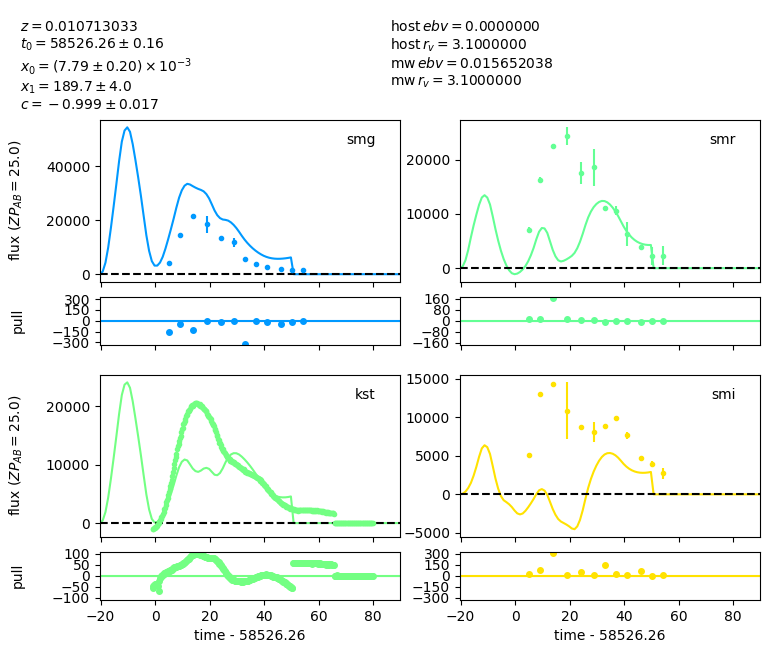 z = 0.010713033
t₀ = 58526.26 ± 0.16
x₀ = (7.79 ± 0.20) × 10⁻³
x₁ = 189.7 ± 4.0
c = − 0.999 ± 0.017
host ebv = 0.0000000
host r_v = 3.1000000
mw ebv = 0.015652038
mw r_v = 3.1000000
flux (ZP_AB = 25.0)
smg
40000
20000
0
smr
20000
10000
0
pull
300
150
0
−150
−300
160
80
0
−80
−160
flux (ZP_AB = 25.0)
kst
20000
10000
0
smi
15000
10000
5000
0
−5000
pull
100
50
0
−50
−100
300
150
0
−150
−300
−20 0 20 40 60 80
time - 58526.26
−20 0 20 40 60 80
time - 58526.26